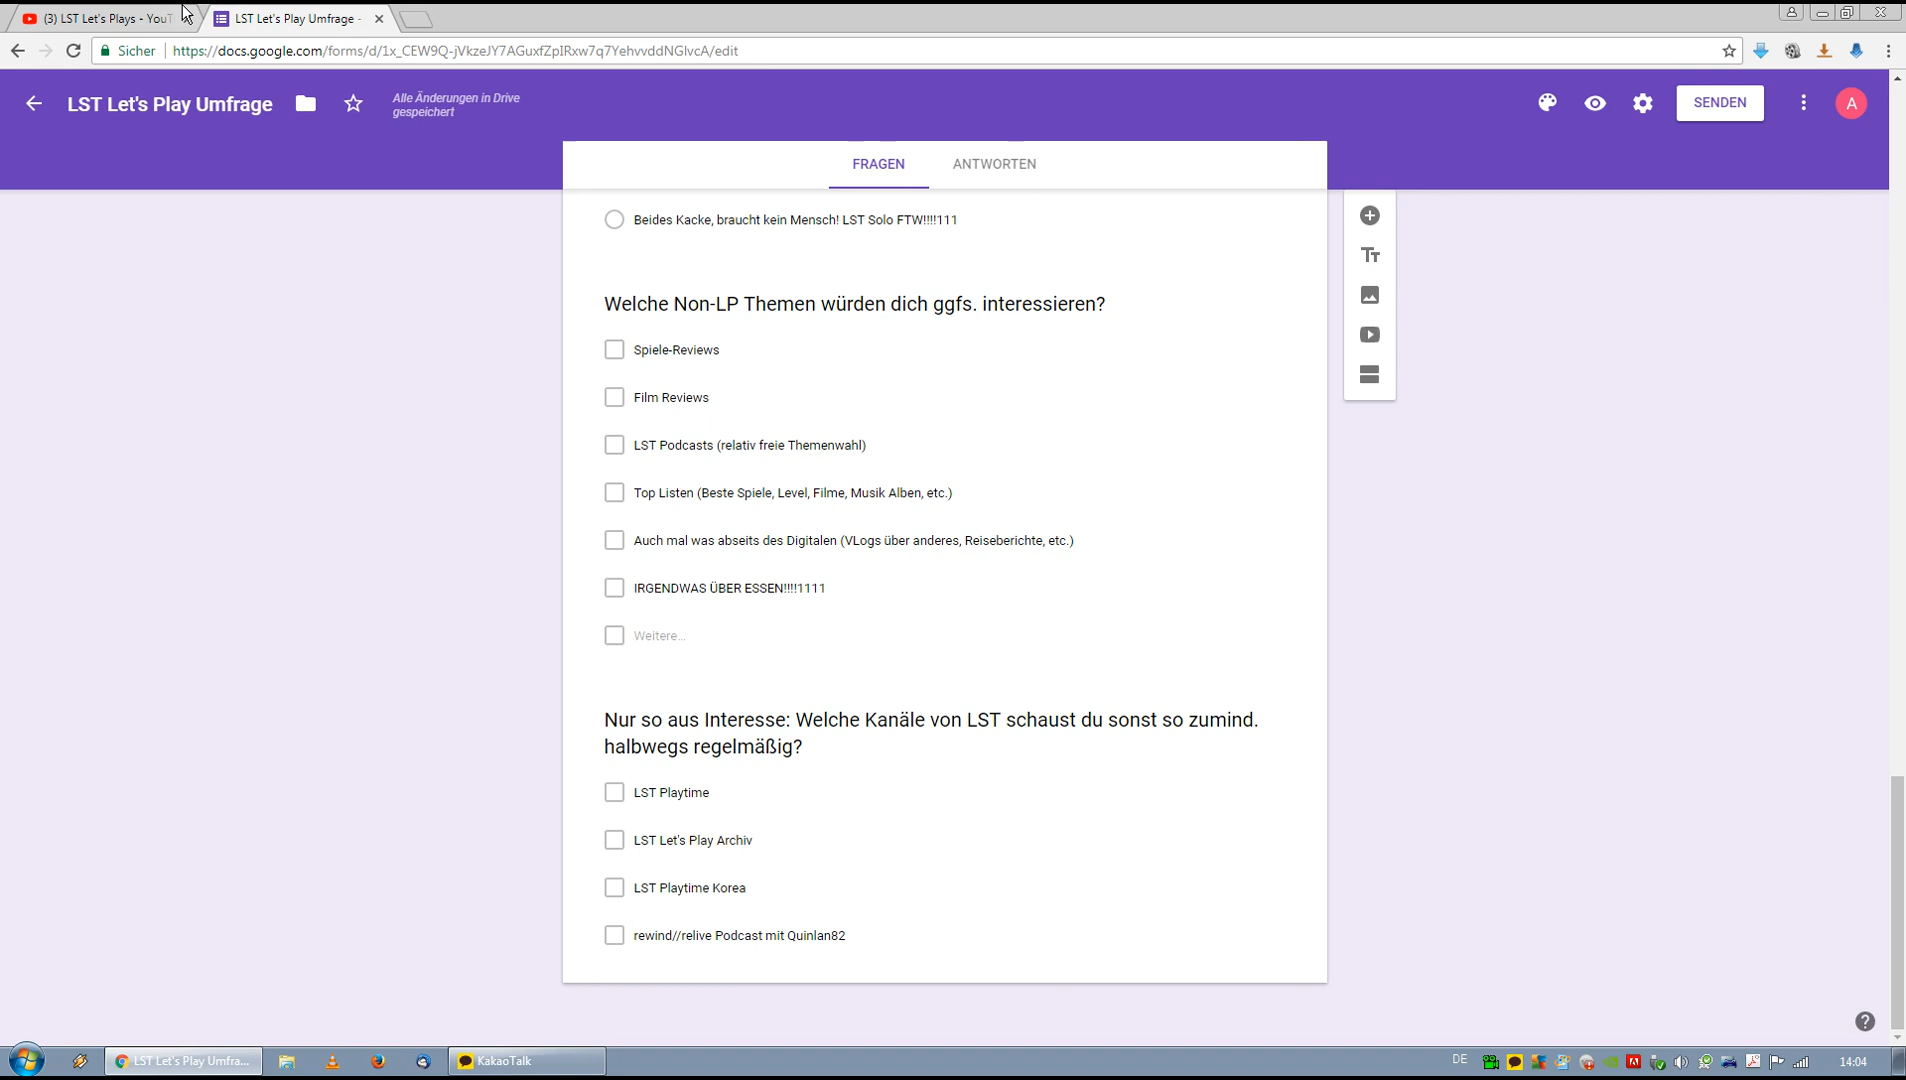 (3) LST Let's Plays - YouT
LST Let's Play Umfrage -
Sicher
https://docs.google.com/forms/d/1x_CEW9Q-jVkzeJY7AGuxfZpIRxw7q7YehvvddNGlvcA/edit
LST Let's Play Umfrage
Alle Änderungen in Drive
gespeichert
SENDEN
A
FRAGEN
ANTWORTEN
Beides Kacke, braucht kein Mensch! LST Solo FTW!!!!111
Welche Non-LP Themen würden dich ggfs. interessieren?
Spiele-Reviews
Film Reviews
LST Podcasts (relativ freie Themenwahl)
Top Listen (Beste Spiele, Level, Filme, Musik Alben, etc.)
Auch mal was abseits des Digitalen (VLogs über anderes, Reiseberichte, etc.)
IRGENDWAS ÜBER ESSEN!!!!1111
Weitere...
Nur so aus Interesse: Welche Kanäle von LST schaust du sonst so zumind.
halbwegs regelmäßig?
LST Playtime
LST Let's Play Archiv
LST Playtime Korea
rewind//relive Podcast mit Quinlan82
LST Let's Play Umfra...
KakaoTalk
DE
14:04